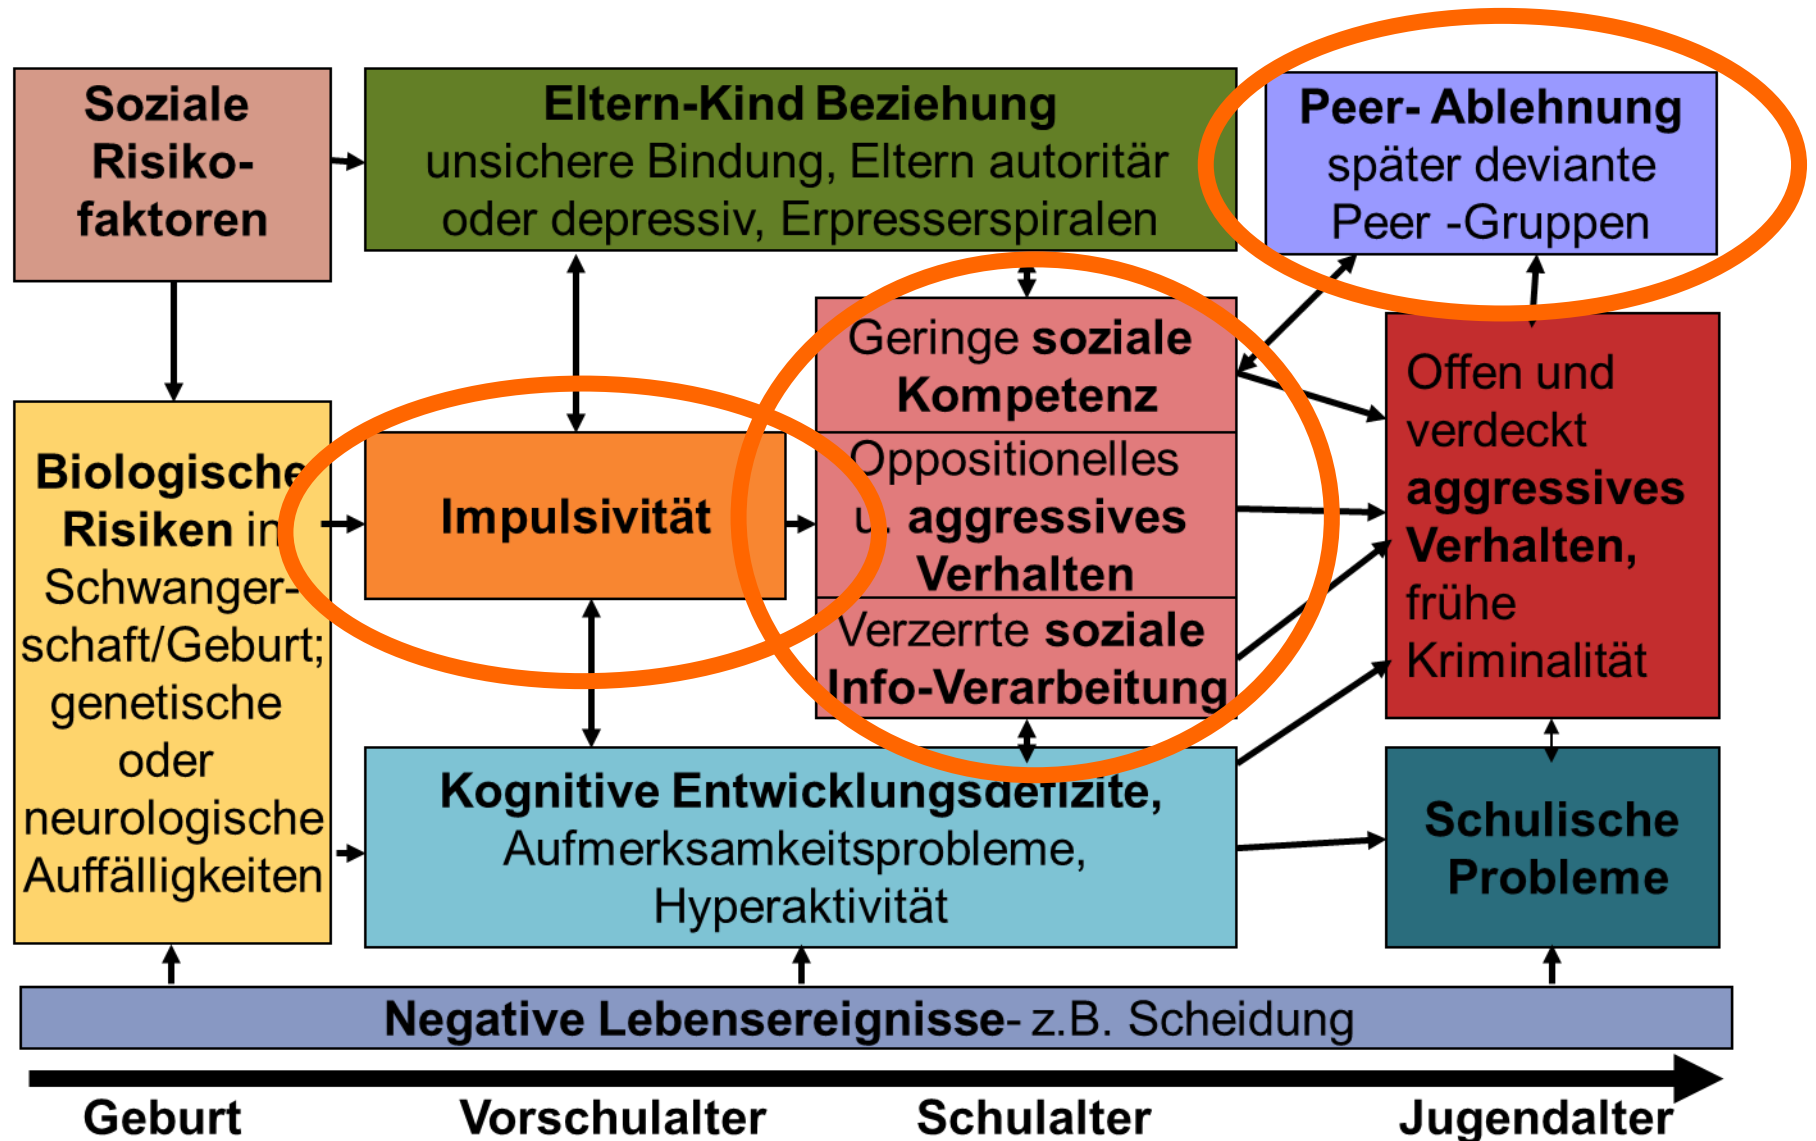 Soziale
Risiko-
faktoren
Eltern-Kind Beziehung
unsichere Bindung, Eltern autoritär
oder depressiv, Erpresserspiralen
Peer- Ablehnung
später deviante
Peer -Gruppen
Biologische
Risiken in
Schwanger-
schaft/Geburt;
genetische
oder
neurologische
Auffälligkeiten
Impulsivität
Geringe soziale
Kompetenz
Oppositionelles
u. aggressives
Verhalten
Verzerrte soziale
Info-Verarbeitung
Offen und
verdeckt
aggressives
Verhalten,
frühe
Kriminalität
Kognitive Entwicklungsdefizite,
Aufmerksamkeitsprobleme,
Hyperaktivität
Schulische
Probleme
Negative Lebensereignisse- z.B. Scheidung
Geburt
Vorschulalter
Schulalter
Jugendalter